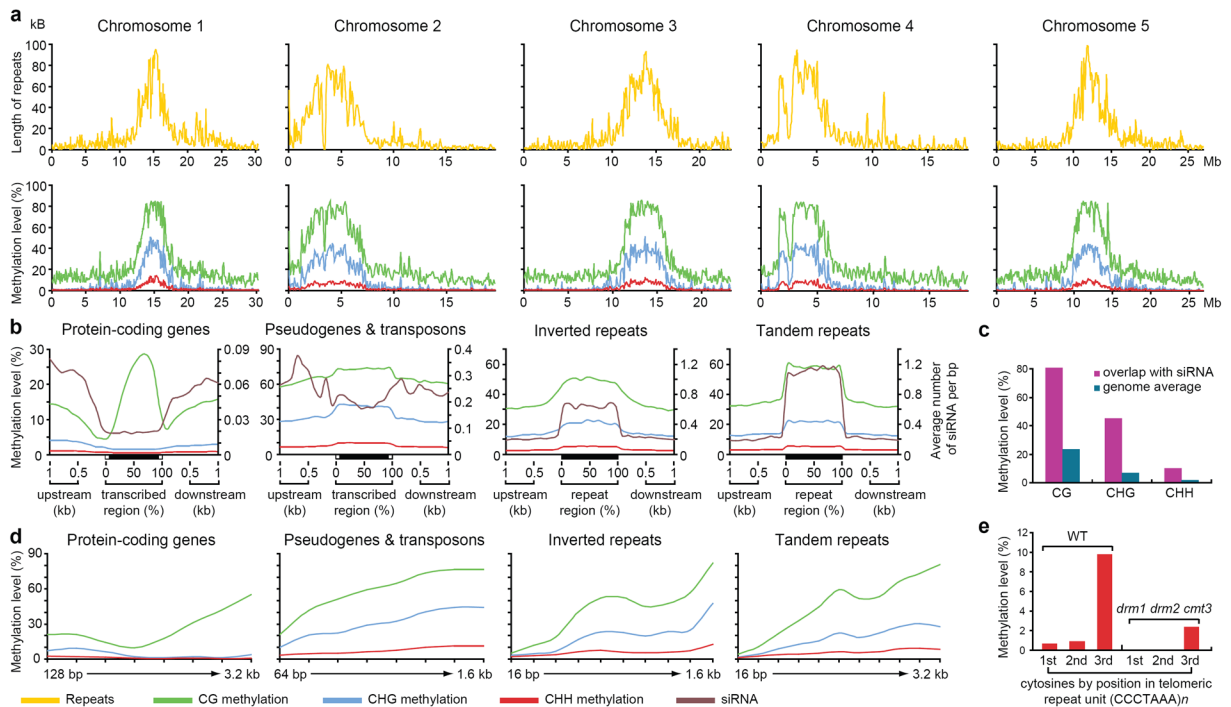 a
kB
Chromosome 1
Chromosome 2
Chromosome 3
Chromosome 4
Chromosome 5
Length of repeats
100
80
60
40
20
0
0 5 10 15 20 25 30
0 5 10 15
0 5 10 15 20
0 5 10 15
0 5 10 15 20 25 Mb
Methylation level (%)
100
80
60
40
20
0
0 5 10 15 20 25 30
0 5 10 15
0 5 10 15 20
0 5 10 15
0 5 10 15 20 25 Mb
b
Protein-coding genes
Methylation level (%)
30
20
10
0
0.09
0.06
0.03
0
1 0.5 0 50 100 0.5 1
upstream (kb)
transcribed region (%)
downstream (kb)
Pseudogenes & transposons
90
60
30
0
0.4
0.3
0.2
0.1
0
1 0.5 0 50 100 0.5 1
upstream (kb)
transcribed region (%)
downstream (kb)
Inverted repeats
60
40
20
0
1.2
0.8
0.4
0
1 0.5 0 50 100 0.5 1
upstream (kb)
repeat region (%)
downstream (kb)
Tandem repeats
60
40
20
0
1.2
0.8
0.4
0
Average number of siRNA per bp
1 0.5 0 50 100 0.5 1
upstream (kb)
repeat region (%)
downstream (kb)
c
overlap with siRNA
genome average
Methylation level (%)
80
60
40
20
0
CG CHG CHH
d
Protein-coding genes
Pseudogenes & transposons
Inverted repeats
Tandem repeats
Methylation level (%)
90
60
30
0
128 bp 3.2 kb
64 bp 1.6 kb
16 bp 1.6 kb
16 bp 3.2 kb
e
Methylation level (%)
12
10
8
6
4
2
0
WT
drm1 drm2 cmt3
1st 2nd 3rd 1st 2nd 3rd
cytosines by position in telomeric
repeat unit (CCCTAAA)n
Repeats
CG methylation
CHG methylation
CHH methylation
siRNA